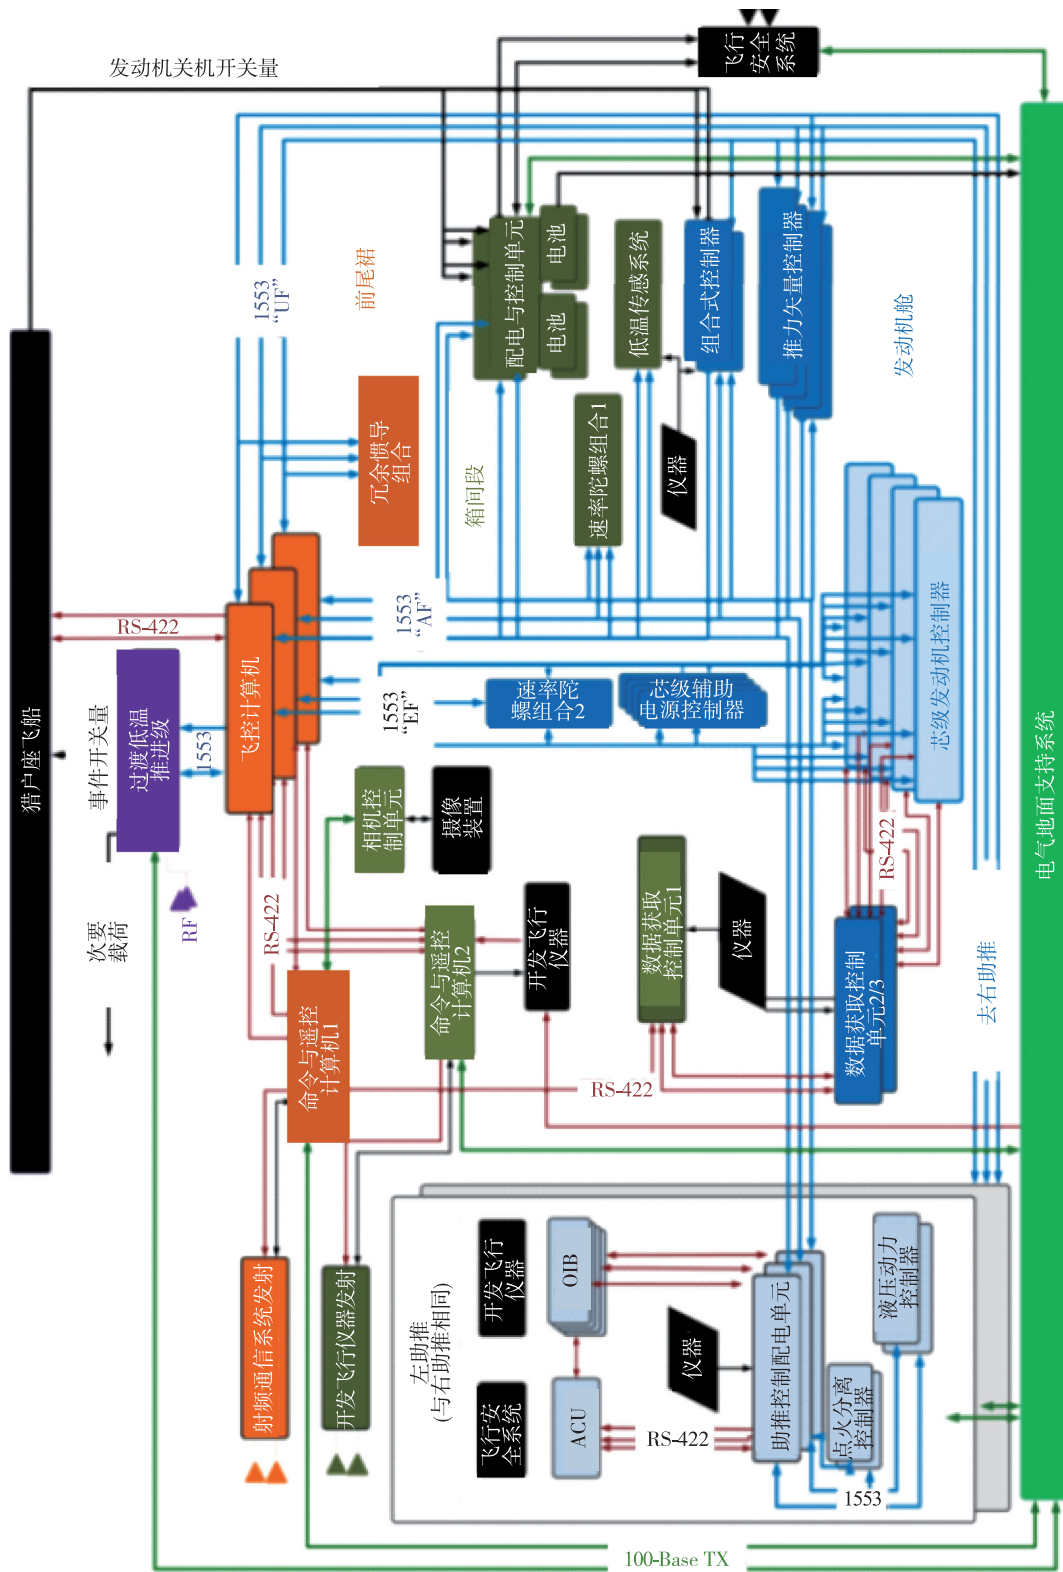 发动机关机开关量
飞行
安全
系统
猎户座飞船
1553
“UF”
前尾裙
冗余惯导
组合
箱间段
配电与控制单元
电池
电池
低温传感系统
速率陀螺组合1
仪器
组合式控制器
推力矢量控制器
发动机舱
RS-422
事件开关量
过渡低温
推进级
1553
飞控计算机
1553
“AF”
1553
“EF”
速率陀
螺组合2
芯级辅助
电源控制器
芯级发动机控制器
次要
载荷
RF
RS-422
相机控
制单元
摄像
装置
命令与遥控
计算机1
命令与遥控
计算机2
开发飞行
仪器
数据获取
控制单元1
仪器
RS-422
数据获取控制
单元2/3
RS-422
去右助推
电气地面支持系统
射频通信系统发射
开发飞行仪器发射
左助推
(与右助推相同)
开发飞行
仪器
飞行安
全系统
OIB
ACU
仪器
RS-422
助推控制配电单元
点火分离
控制器
液压动力
控制器
1553
100-Base TX